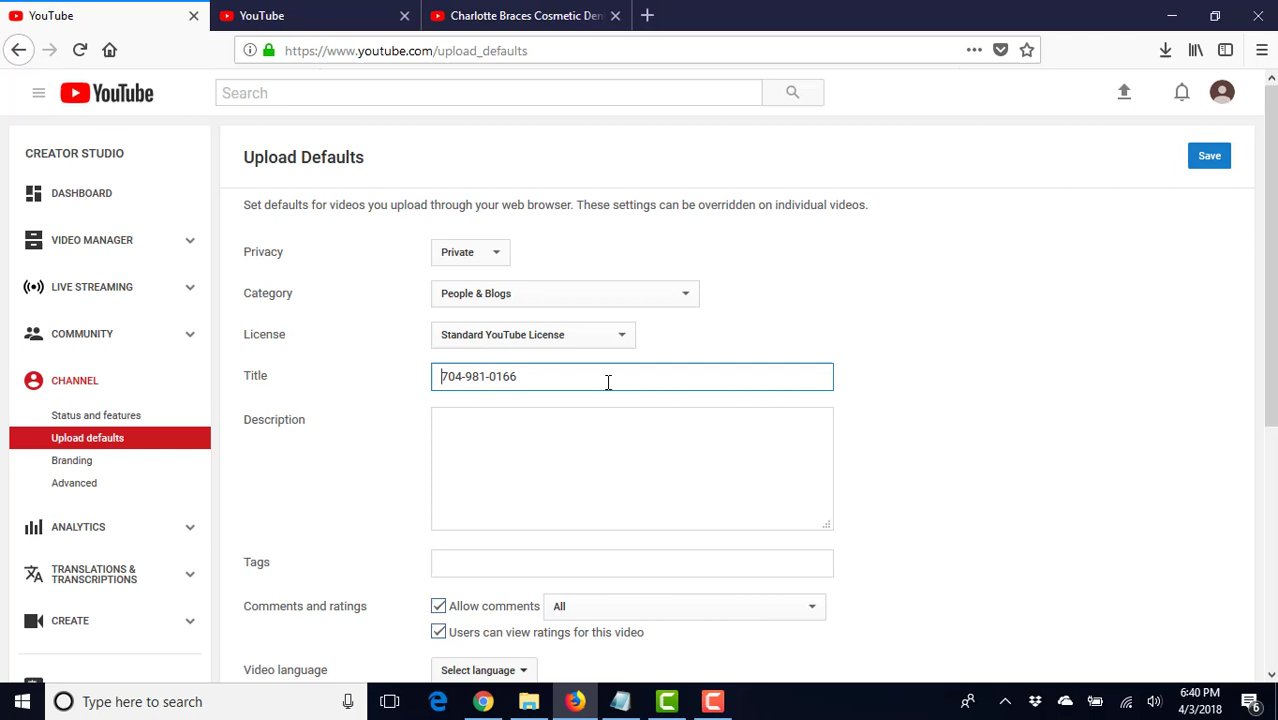 YouTube
YouTube
Charlotte Braces Cosmetic Den
https://www.youtube.com/upload_defaults
YouTube
Search
CREATOR STUDIO
DASHBOARD
VIDEO MANAGER
LIVE STREAMING
COMMUNITY
CHANNEL
Status and features
Upload defaults
Branding
Advanced
ANALYTICS
TRANSLATIONS &
TRANSCRIPTIONS
CREATE
Upload Defaults
Save
Set defaults for videos you upload through your web browser. These settings can be overridden on individual videos.
Privacy
Private
Category
People & Blogs
License
Standard YouTube License
Title
704-981-0166
Description
Tags
Comments and ratings
Allow comments
All
Users can view ratings for this video
Video language
Select language
Type here to search
6:40 PM
4/3/2018
6